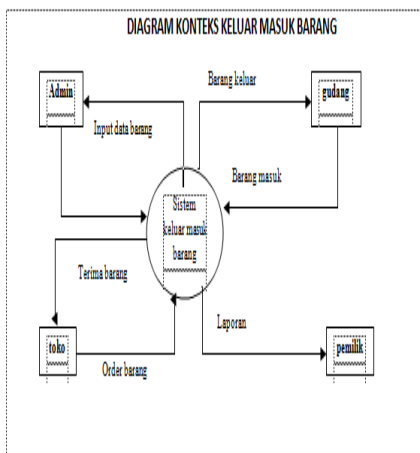 DIAGRAM KONTEKS KELUAR MASUK BARANG
Barang keluar
Admin
gudang
Input data barang
Barang masuk
Sistem
keluar masuk
barang
Terima barang
Laporan
toko
pemilik
Order barang